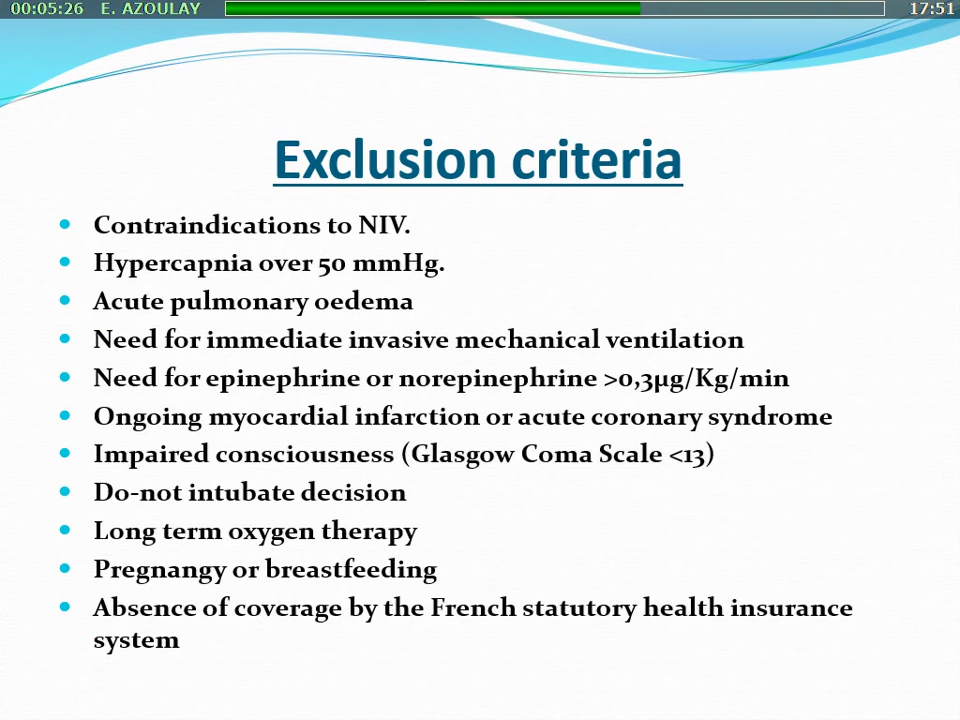 00:05:26 E. AZOULAY 17:51
Exclusion criteria
• Contraindications to NIV.
• Hypercapnia over 50 mmHg.
• Acute pulmonary oedema
• Need for immediate invasive mechanical ventilation
• Need for epinephrine or norepinephrine >0,3µg/Kg/min
• Ongoing myocardial infarction or acute coronary syndrome
• Impaired consciousness (Glasgow Coma Scale <13)
• Do-not intubate decision
• Long term oxygen therapy
• Pregnangy or breastfeeding
• Absence of coverage by the French statutory health insurance
system